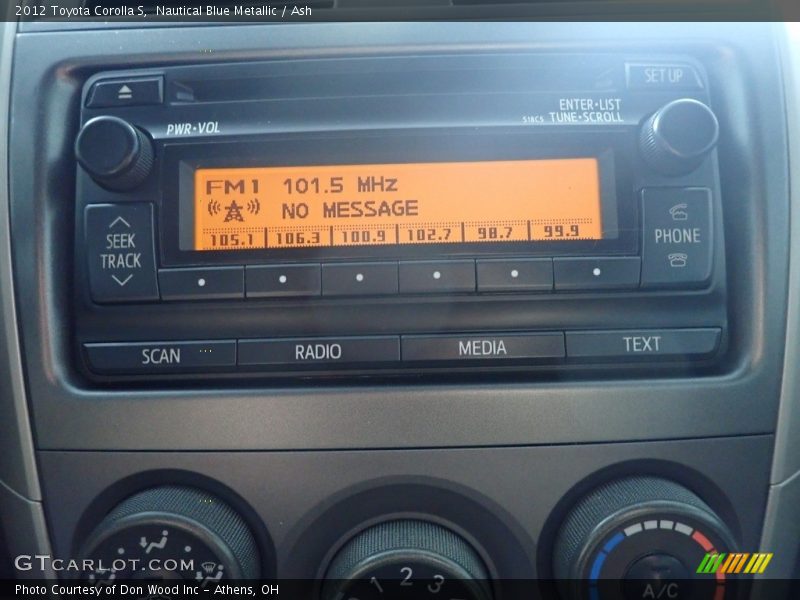 2012 Toyota Corolla S,  Nautical Blue Metallic / Ash
SET UP
ENTER·LIST
PWR·VOL
518C5 TUNE·SCROLL
FM1 101.5 MHz
NO MESSAGE
105.1 106.3 100.9 102.7 98.7 99.9
SEEK
TRACK
PHONE
SCAN RADIO MEDIA TEXT
1 2 3
A/C
GTcarlot.com
Photo Courtesy of Don Wood Inc - Athens, OH